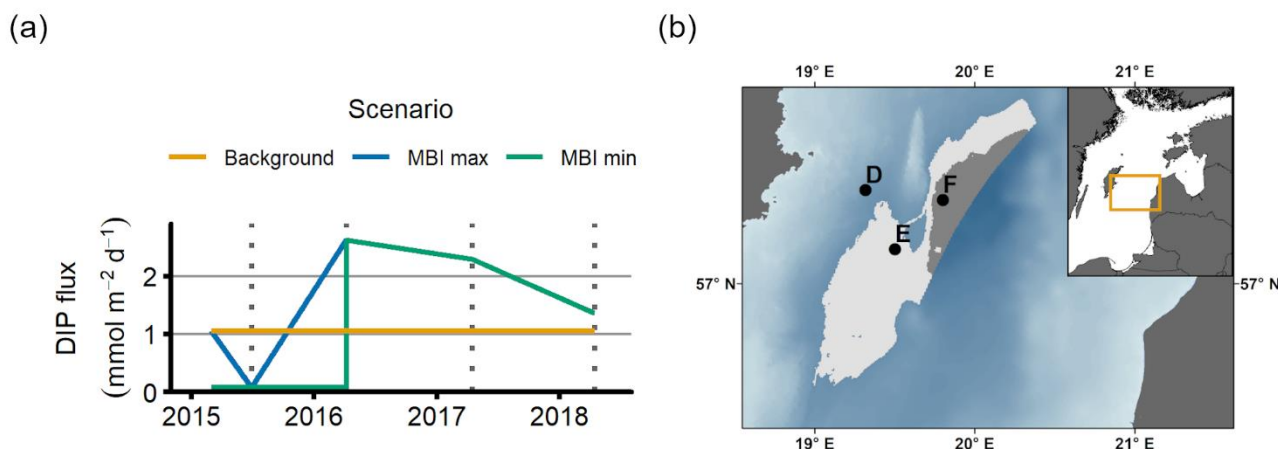 (a)
Scenario
Background MBI max MBI min
DIP flux
(mmol m⁻² d⁻¹)
2
1
0
2015 2016 2017 2018
(b)
19° E 20° E 21° E
D
F
E
57° N 57° N
19° E 20° E 21° E